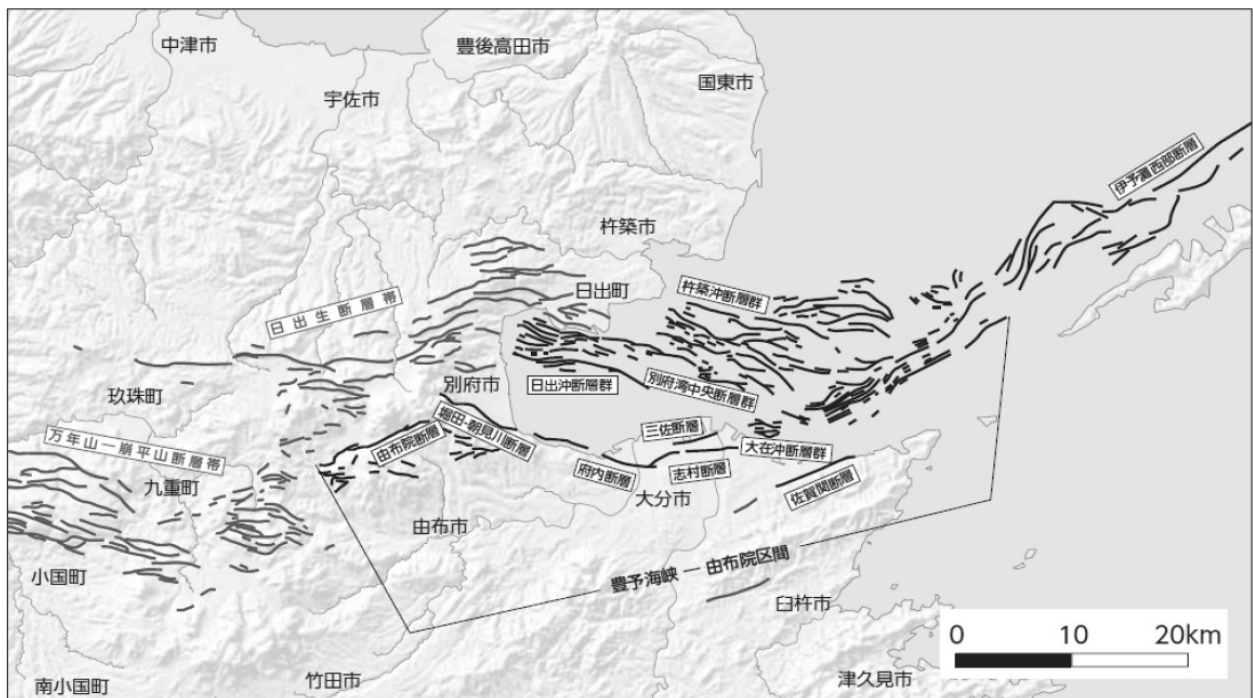 中津市
豊後高田市
国東市
宇佐市
伊予灘西部断層
杵築市
日出町
杵築沖断層群
日出生断層帯
玖珠町
別府市
日出沖断層群
別府湾中央断層群
万年山ー崩平山断層帯
堀田-朝見川断層
由布院断層
三佐断層
大在沖断層群
九重町
府内断層
志村断層
佐賀関断層
大分市
由布市
小国町
豊予海峡 ― 由布院区間
臼杵市
0 10 20km
南小国町
竹田市
津久見市